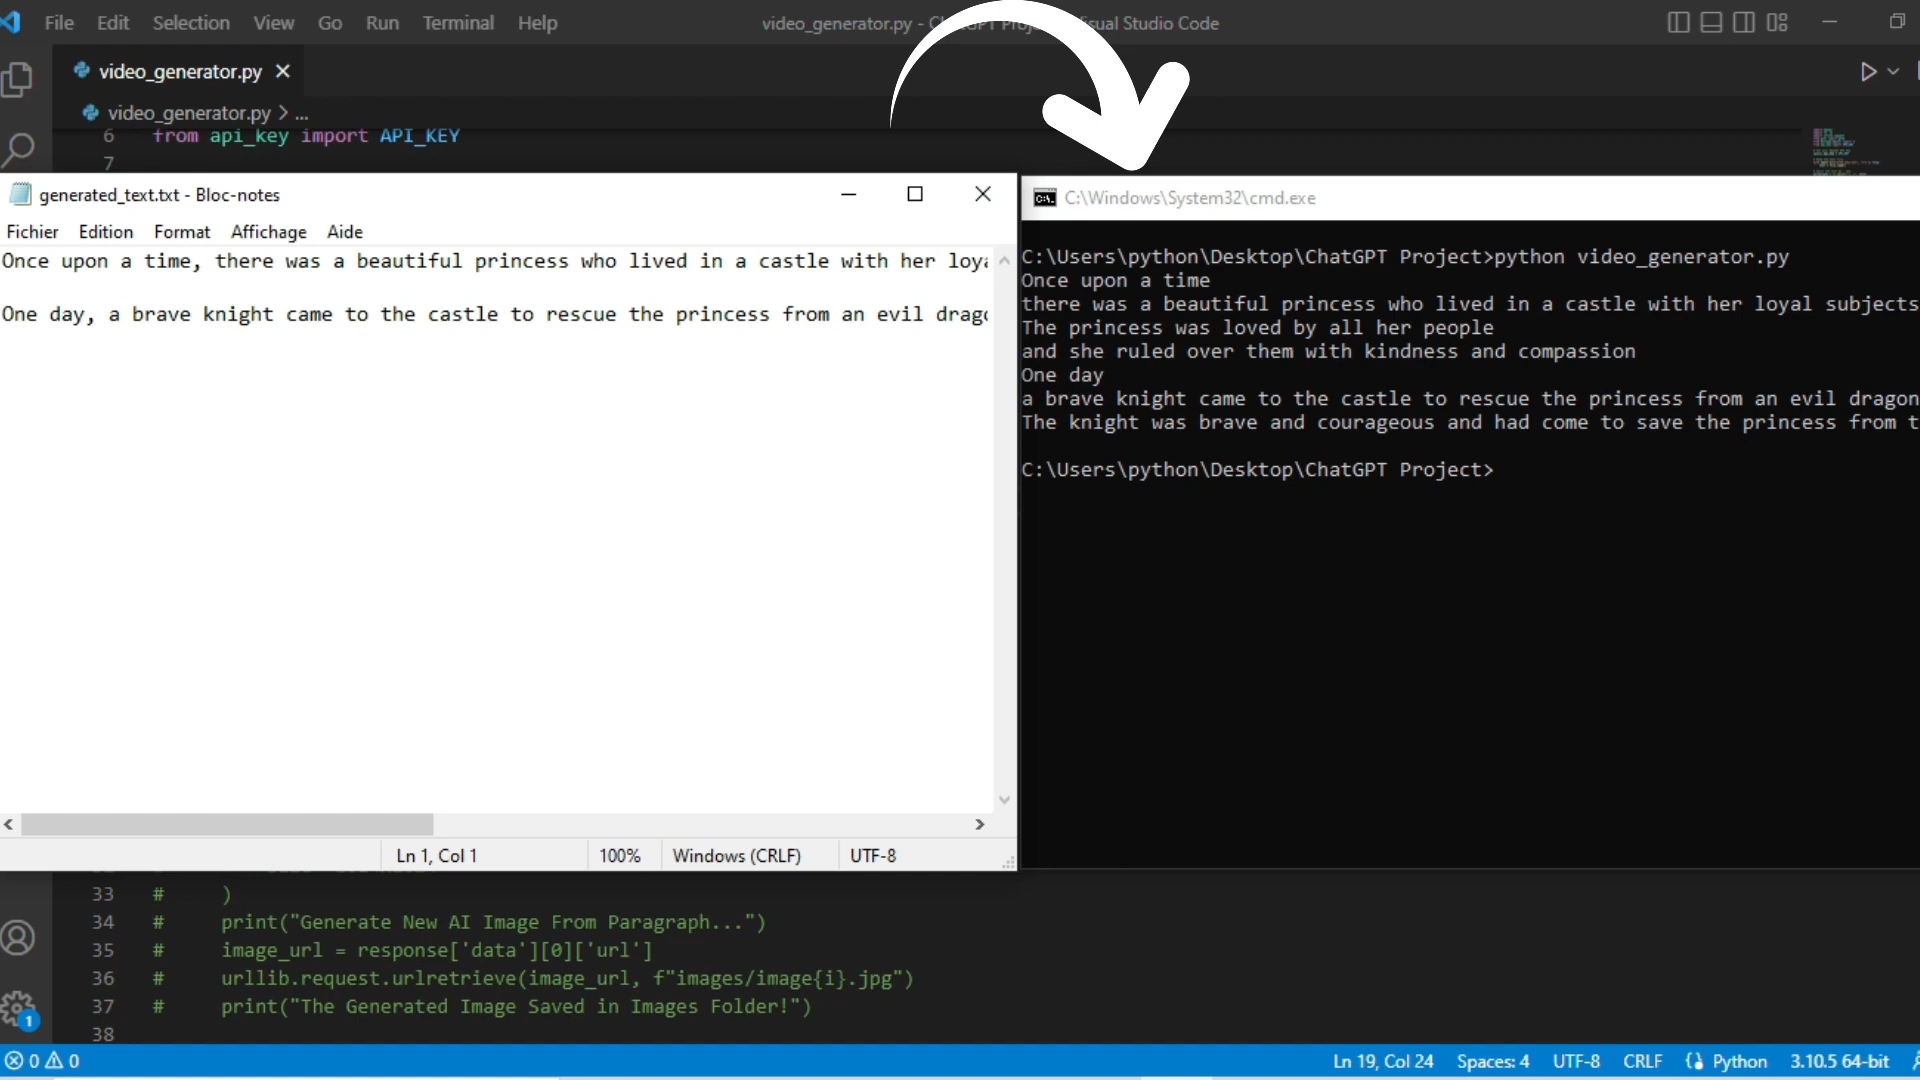 File Edit Selection View Go Run Terminal Help
video_generator.py - ChatGPT Visual Studio Code
video_generator.py
video_generator.py > ...
6 from api_key import API_KEY
7
generated_text.txt - Bloc-notes
Fichier Edition Format Affichage Aide
Once upon a time, there was a beautiful princess who lived in a castle with her
One day, a brave knight came to the castle to rescue the princess from an evil
Ln 1, Col 1 100% Windows (CRLF) UTF-8
C:\Windows\System32\cmd.exe
C:\Users\python\Desktop\ChatGPT Project>python video_generator.py
Once upon a time
there was a beautiful princess who lived in a castle with her loyal subjects
The princess was loved by all her people
and she ruled over them with kindness and compassion
One day
a brave knight came to the castle to rescue the princess from an evil dragon
The knight was brave and courageous and had come to save the princess from
C:\Users\python\Desktop\ChatGPT Project>
33 # )
34 # print("Generate New AI Image From Paragraph...")
35 # image_url = response['data'][0]['url']
36 # urllib.request.urlretrieve(image_url, f"images/image{i}.jpg")
37 # print("The Generated Image Saved in Images Folder!")
38
1
0 0 Ln 19, Col 24 Spaces: 4 UTF-8 CRLF Python 3.10.5 64-bit